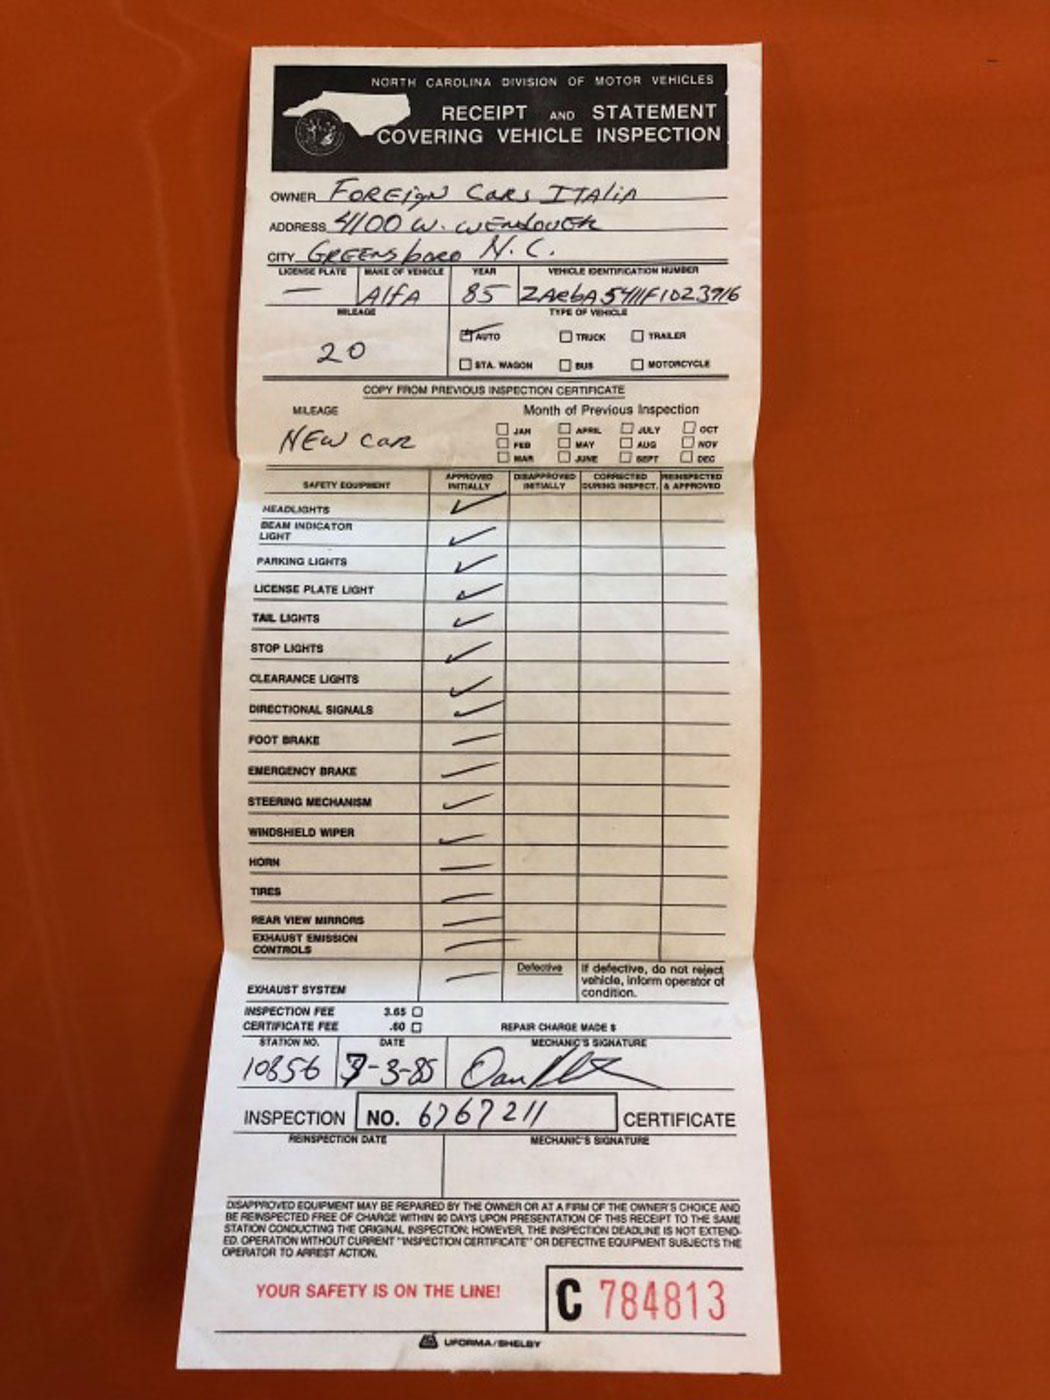 NORTH CAROLINA DIVISION OF MOTOR VEHICLES
RECEIPT AND STATEMENT
COVERING VEHICLE INSPECTION
OWNER Foreign Cars Italia
ADDRESS 4100 W. Wendover
CITY Greensboro N.C.
LICENSE PLATE MAKE OF VEHICLE YEAR VEHICLE IDENTIFICATION NUMBER
— Alfa 85 ZARBA5411F1023916
MILEAGE TYPE OF VEHICLE
20
AUTO TRUCK TRAILER
STA. WAGON BUS MOTORCYCLE
COPY FROM PREVIOUS INSPECTION CERTIFICATE
MILEAGE Month of Previous Inspection
New Car
JAN APRIL JULY OCT
FEB MAY AUG NOV
MAR JUNE SEPT DEC
SAFETY EQUIPMENT APPROVED INITIALLY DISAPPROVED INITIALLY CORRECTED DURING INSPECT. REINSPECTED & APPROVED
HEADLIGHTS
BEAM INDICATOR
LIGHT
PARKING LIGHTS
LICENSE PLATE LIGHT
TAIL LIGHTS
STOP LIGHTS
CLEARANCE LIGHTS
DIRECTIONAL SIGNALS
FOOT BRAKE
EMERGENCY BRAKE
STEERING MECHANISM
WINDSHIELD WIPER
HORN
TIRES
REAR VIEW MIRRORS
EXHAUST EMISSION
CONTROLS
EXHAUST SYSTEM
Defective
If defective, do not reject
vehicle, inform operator of
condition.
INSPECTION FEE 3.65
CERTIFICATE FEE .60 REPAIR CHARGE MADE $
STATION NO. DATE MECHANIC'S SIGNATURE
10856 7-3-85
INSPECTION NO. 6767211 CERTIFICATE
REINSPECTION DATE MECHANIC'S SIGNATURE
DISAPPROVED EQUIPMENT MAY BE REPAIRED BY THE OWNER OR AT A FIRM OF THE OWNER'S CHOICE AND
BE REINSPECTED FREE OF CHARGE WITHIN 90 DAYS UPON PRESENTATION OF THIS RECEIPT TO THE SAME
STATION CONDUCTING THE ORIGINAL INSPECTION; HOWEVER, THE INSPECTION DEADLINE IS NOT EXTEND-
ED. OPERATION WITHOUT CURRENT "INSPECTION CERTIFICATE" OR DEFECTIVE EQUIPMENT SUBJECTS THE
OPERATOR TO ARREST ACTION.
YOUR SAFETY IS ON THE LINE!
C 784813
UFORMA/SHELBY